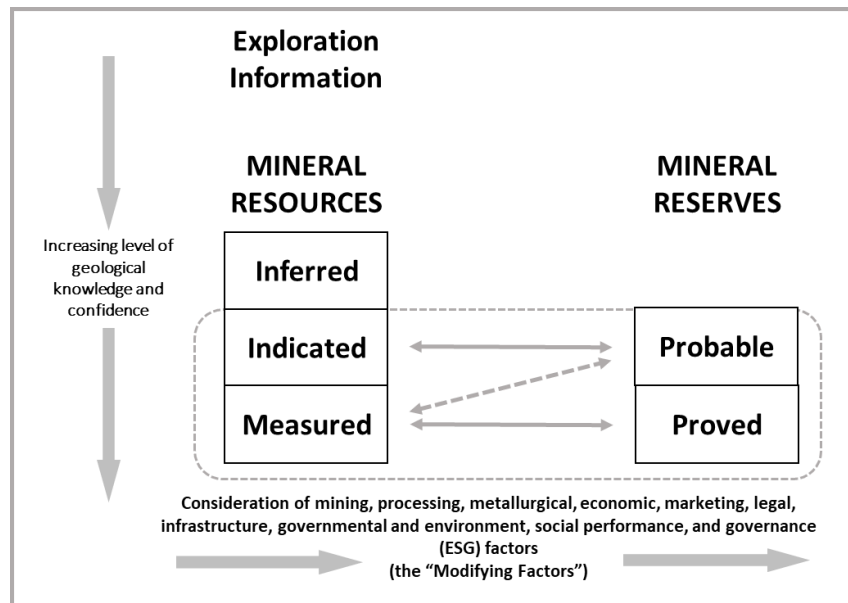 Exploration
Information
MINERAL
RESOURCES
MINERAL
RESERVES
Increasing level of
geological
knowledge and
confidence
Inferred
Indicated
Probable
Measured
Proved
Consideration of mining, processing, metallurgical, economic, marketing, legal,
infrastructure, governmental and environment, social performance, and governance
(ESG) factors
(the “Modifying Factors”)